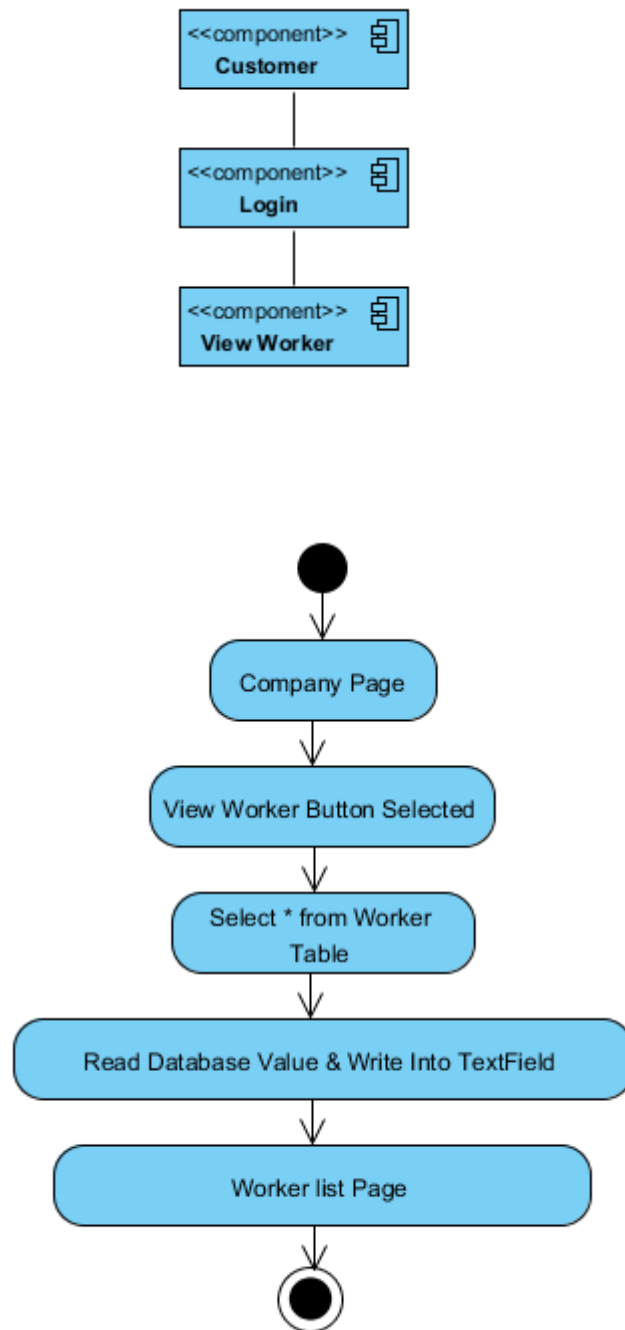 <<component>>
Customer
<<component>>
Login
<<component>>
View Worker
Company Page
View Worker Button Selected
Select * from Worker
Table
Read Database Value & Write Into TextField
Worker list Page